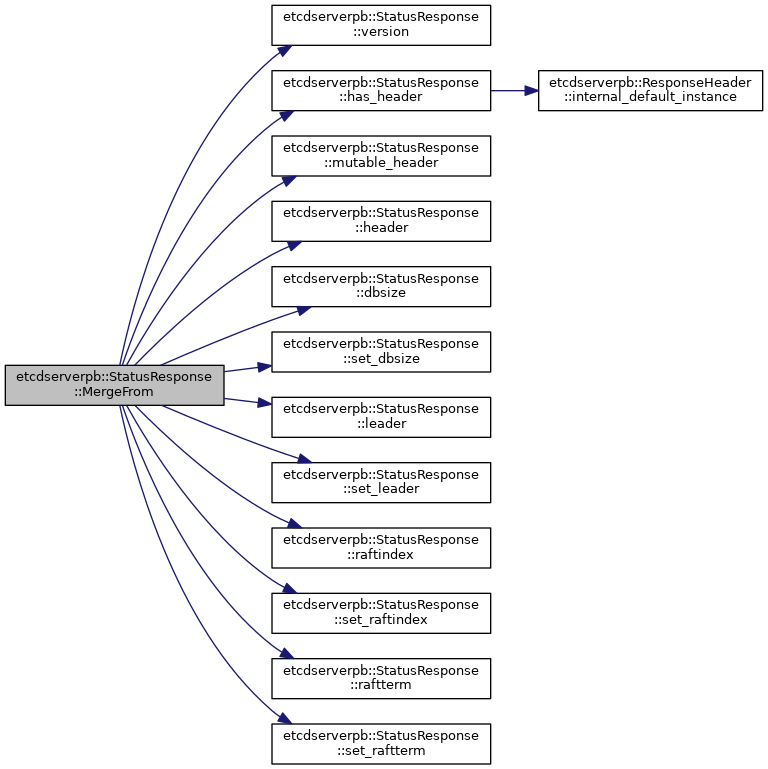 etcdserverpb::StatusResponse
::version
etcdserverpb::StatusResponse
::has_header
etcdserverpb::ResponseHeader
::internal_default_instance
etcdserverpb::StatusResponse
::mutable_header
etcdserverpb::StatusResponse
::header
etcdserverpb::StatusResponse
::dbsize
etcdserverpb::StatusResponse
::set_dbsize
etcdserverpb::StatusResponse
::MergeFrom
etcdserverpb::StatusResponse
::leader
etcdserverpb::StatusResponse
::set_leader
etcdserverpb::StatusResponse
::raftindex
etcdserverpb::StatusResponse
::set_raftindex
etcdserverpb::StatusResponse
::raftterm
etcdserverpb::StatusResponse
::set_raftterm